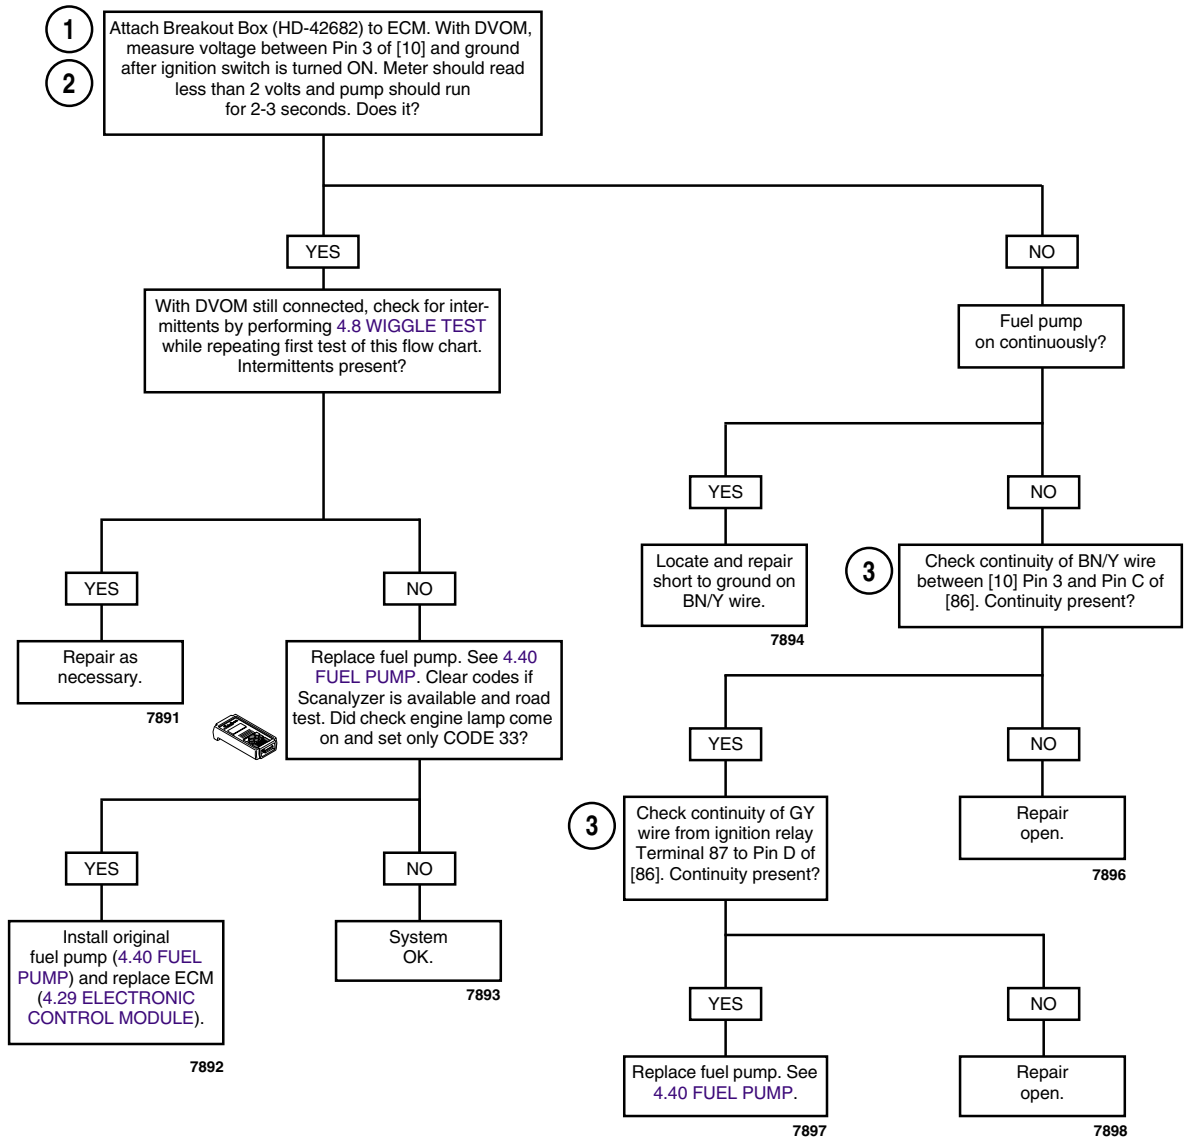 1
2
Attach Breakout Box (HD-42682) to ECM. With DVOM,
measure voltage between Pin 3 of [10] and ground
after ignition switch is turned ON. Meter should read
less than 2 volts and pump should run
for 2-3 seconds. Does it?
YES
NO
With DVOM still connected, check for inter-
mittents by performing 4.8 WIGGLE TEST
while repeating first test of this flow chart.
Intermittents present?
Fuel pump
on continuously?
YES
NO
Locate and repair
short to ground on
BN/Y wire.
7894
3
Check continuity of BN/Y wire
between [10] Pin 3 and Pin C of
[86]. Continuity present?
YES
NO
Repair as
necessary.
7891
Replace fuel pump. See 4.40
FUEL PUMP. Clear codes if
Scanalyzer is available and road
test. Did check engine lamp come
on and set only CODE 33?
YES
NO
3
Check continuity of GY
wire from ignition relay
Terminal 87 to Pin D of
[86]. Continuity present?
Repair
open.
7896
YES
NO
Install original
fuel pump (4.40 FUEL
PUMP) and replace ECM
(4.29 ELECTRONIC
CONTROL MODULE).
7892
System
OK.
7893
YES
NO
Replace fuel pump. See
4.40 FUEL PUMP.
7897
Repair
open.
7898